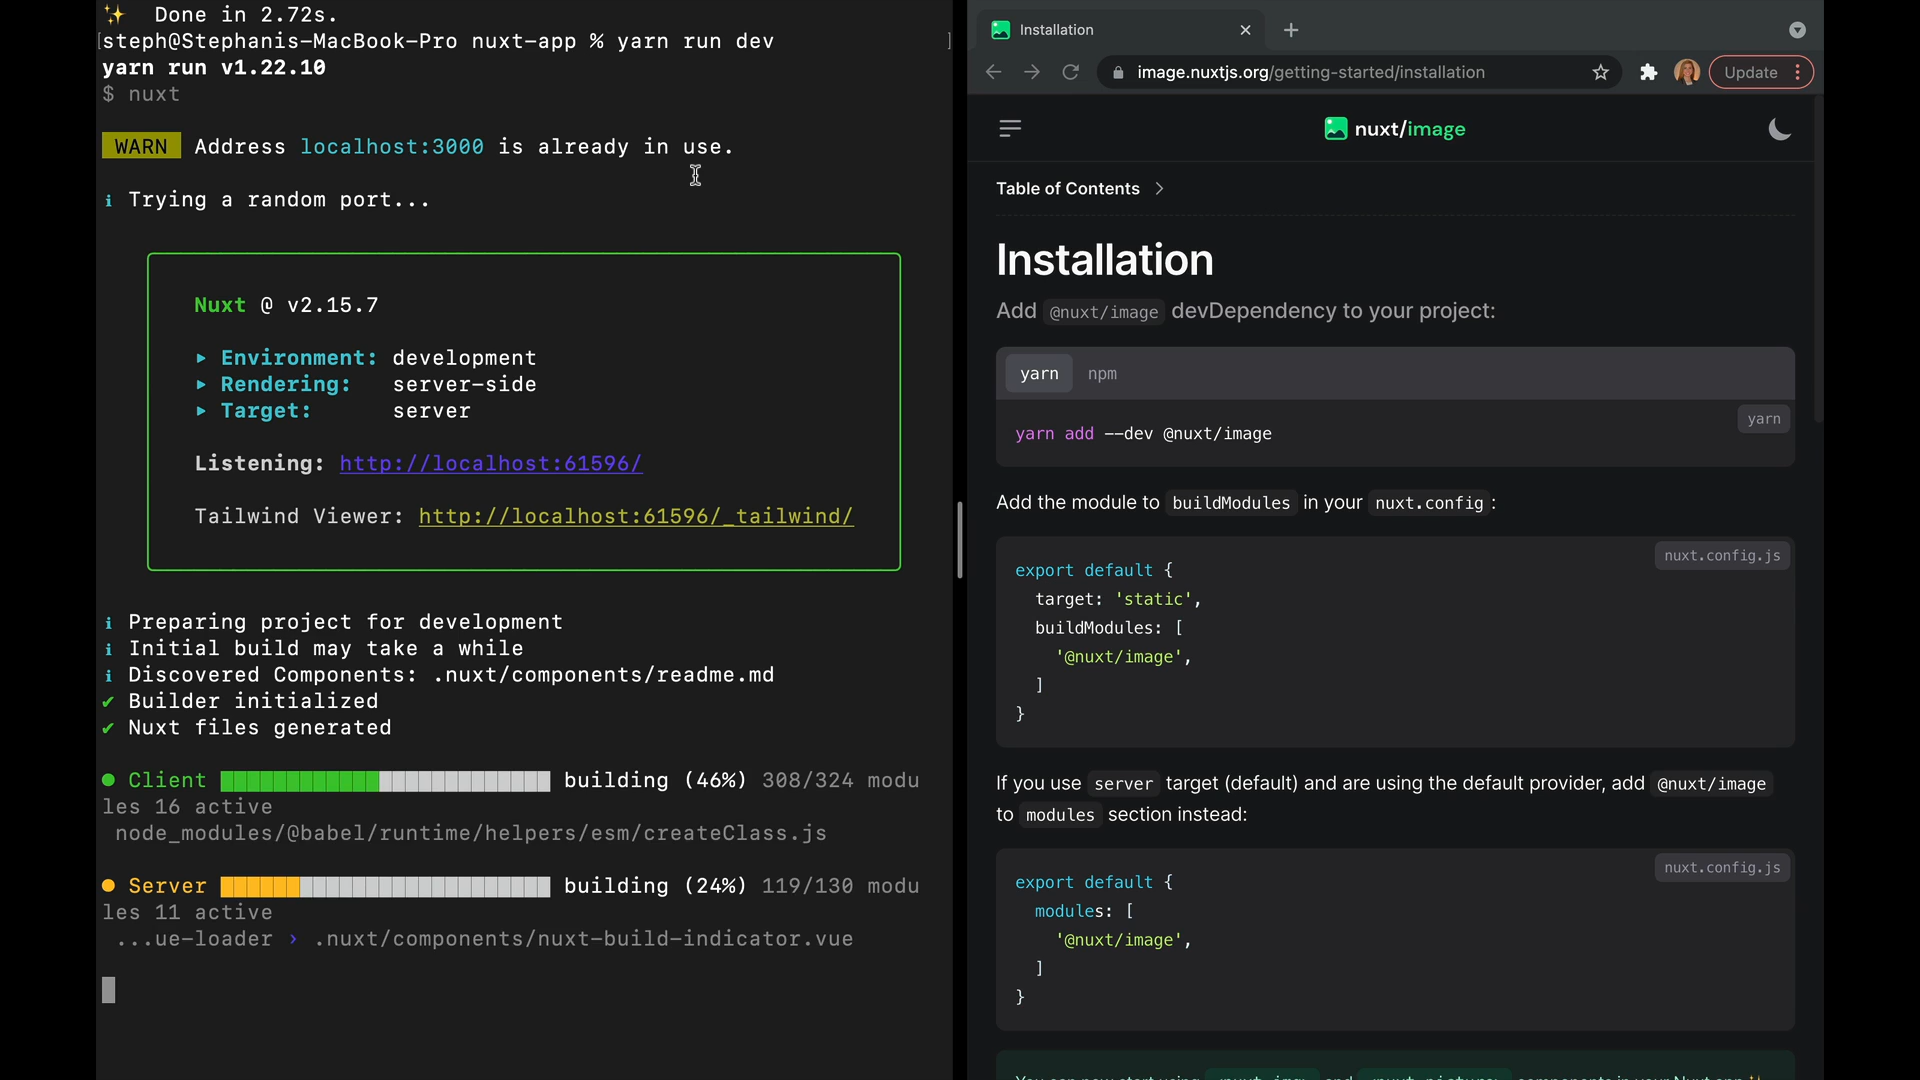 ✨ Done in 2.72s.
[steph@Stephanis-MacBook-Pro nuxt-app % yarn run dev ]
yarn run v1.22.10
$ nuxt
WARN Address localhost:3000 is already in use.
ℹ Trying a random port...
Nuxt @ v2.15.7
▸ Environment: development
▸ Rendering: server-side
▸ Target: server
Listening: http://localhost:61596/
Tailwind Viewer: http://localhost:61596/_tailwind/
ℹ Preparing project for development
ℹ Initial build may take a while
ℹ Discovered Components: .nuxt/components/readme.md
✔ Builder initialized
✔ Nuxt files generated
● Client building (46%) 308/324 modu
les 16 active
node_modules/@babel/runtime/helpers/esm/createClass.js
● Server building (24%) 119/130 modu
les 11 active
...ue-loader › .nuxt/components/nuxt-build-indicator.vue
Installation
image.nuxtjs.org/getting-started/installation
Update
nuxt/image
Table of Contents
Installation
Add @nuxt/image devDependency to your project:
yarn npm
yarn
yarn add --dev @nuxt/image
Add the module to buildModules in your nuxt.config :
nuxt.config.js
export default {
target: 'static',
buildModules: [
'@nuxt/image',
]
}
If you use server target (default) and are using the default provider, add @nuxt/image
to modules section instead:
nuxt.config.js
export default {
modules: [
'@nuxt/image',
]
}